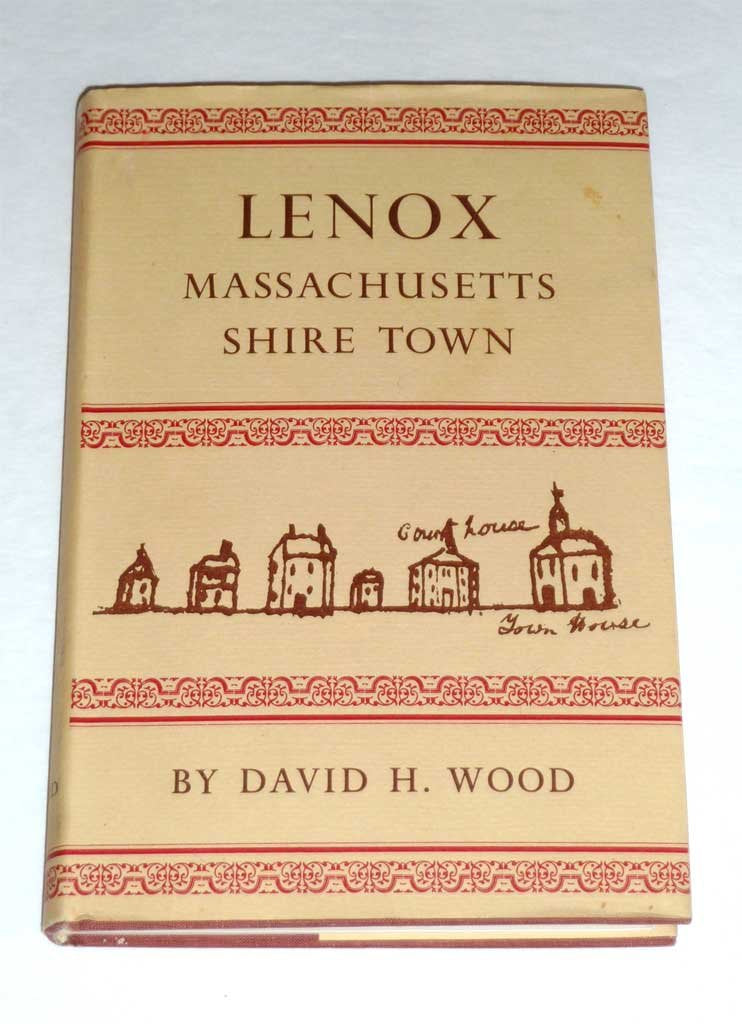 LENOX
MASSACHUSETTS
SHIRE TOWN
Court house
Town House
BY DAVID H. WOOD
D